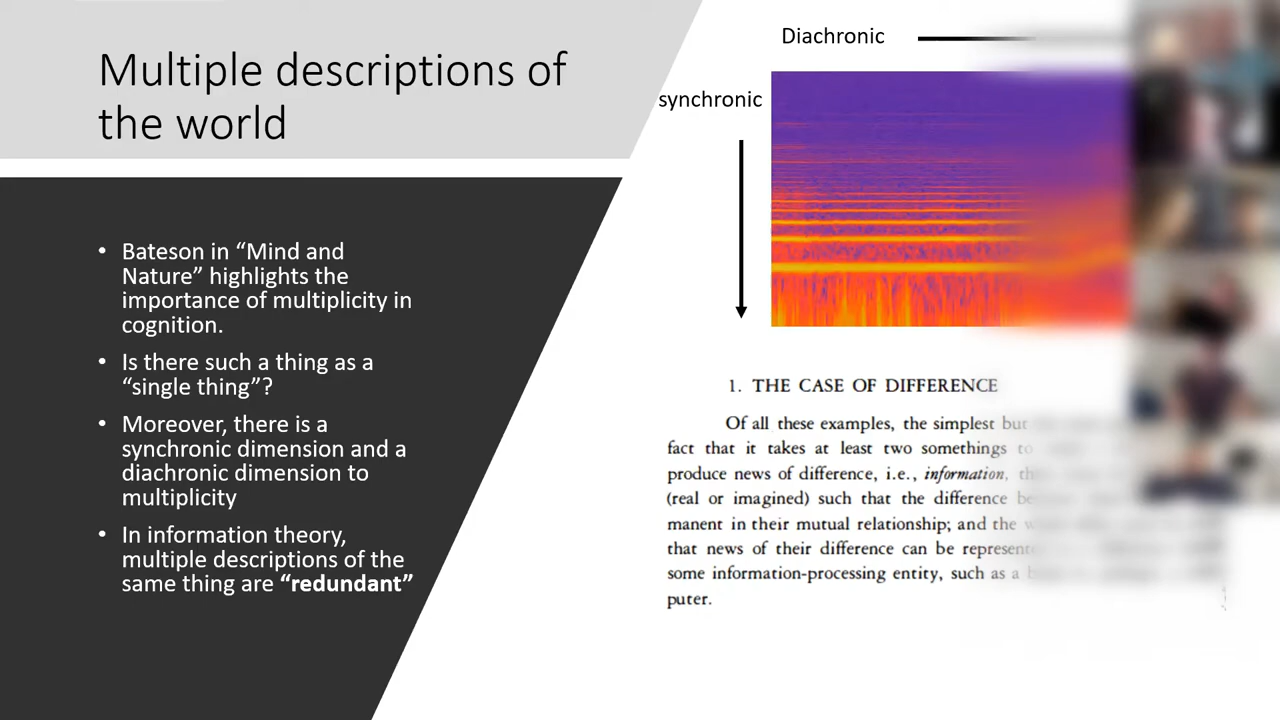 Multiple descriptions of
the world
• Bateson in “Mind and
Nature” highlights the
importance of multiplicity in
cognition.
• Is there such a thing as a
“single thing”?
• Moreover, there is a
synchronic dimension and a
diachronic dimension to
multiplicity
• In information theory,
multiple descriptions of the
same thing are “redundant”
Diachronic
synchronic
1. THE CASE OF DIFFERENCE
Of all these examples, the simplest but
fact that it takes at least two somethings to
produce news of difference, i.e., information,
(real or imagined) such that the difference
manent in their mutual relationship; and the
that news of their difference can be
some information-processing entity, such as a
puter.